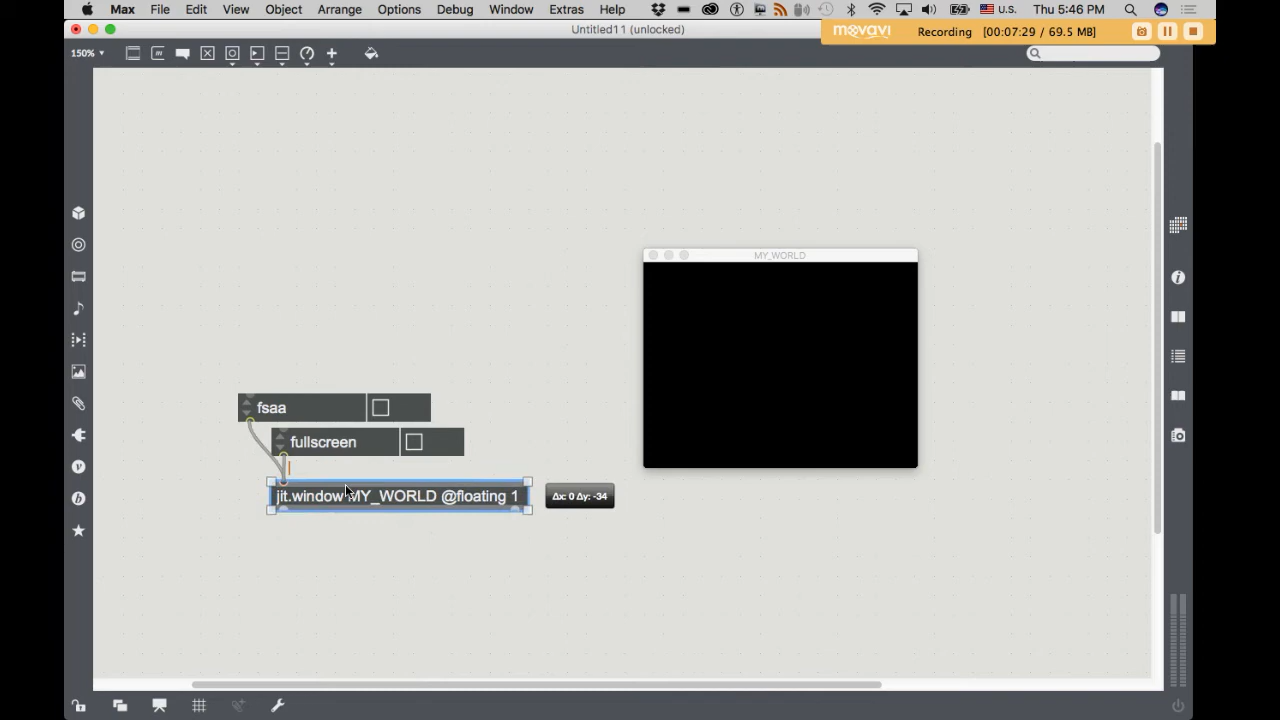 Max File Edit View Object Arrange Options Debug Window Extras Help U.S. Thu 5:46 PM
Untitled11 (unlocked)
movavi Recording [00:07:29 / 69.5 MB]
150%
MY_WORLD
fsaa
fullscreen
jit.window MY_WORLD @floating 1
Δx: 0 Δy: -34